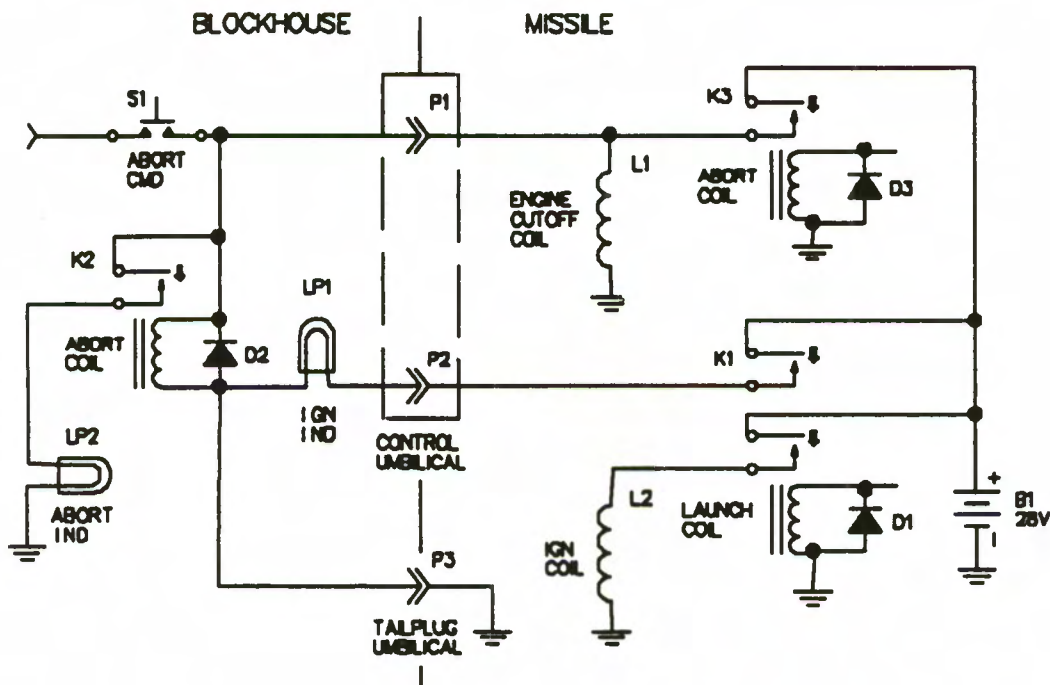 BLOCKHOUSE
MISSILE
S1
ABORT
CMD
P1
K3
L1
ENGINE
CUTOFF
COIL
ABORT
COIL
D3
K2
LP1
ABORT
COIL
D2
IGN
IND
P2
K1
CONTROL
UMBILICAL
LP2
ABORT
IND
L2
IGN
COIL
LAUNCH
COIL
D1
+
B1
28V
P3
TAILPLUG
UMBILICAL